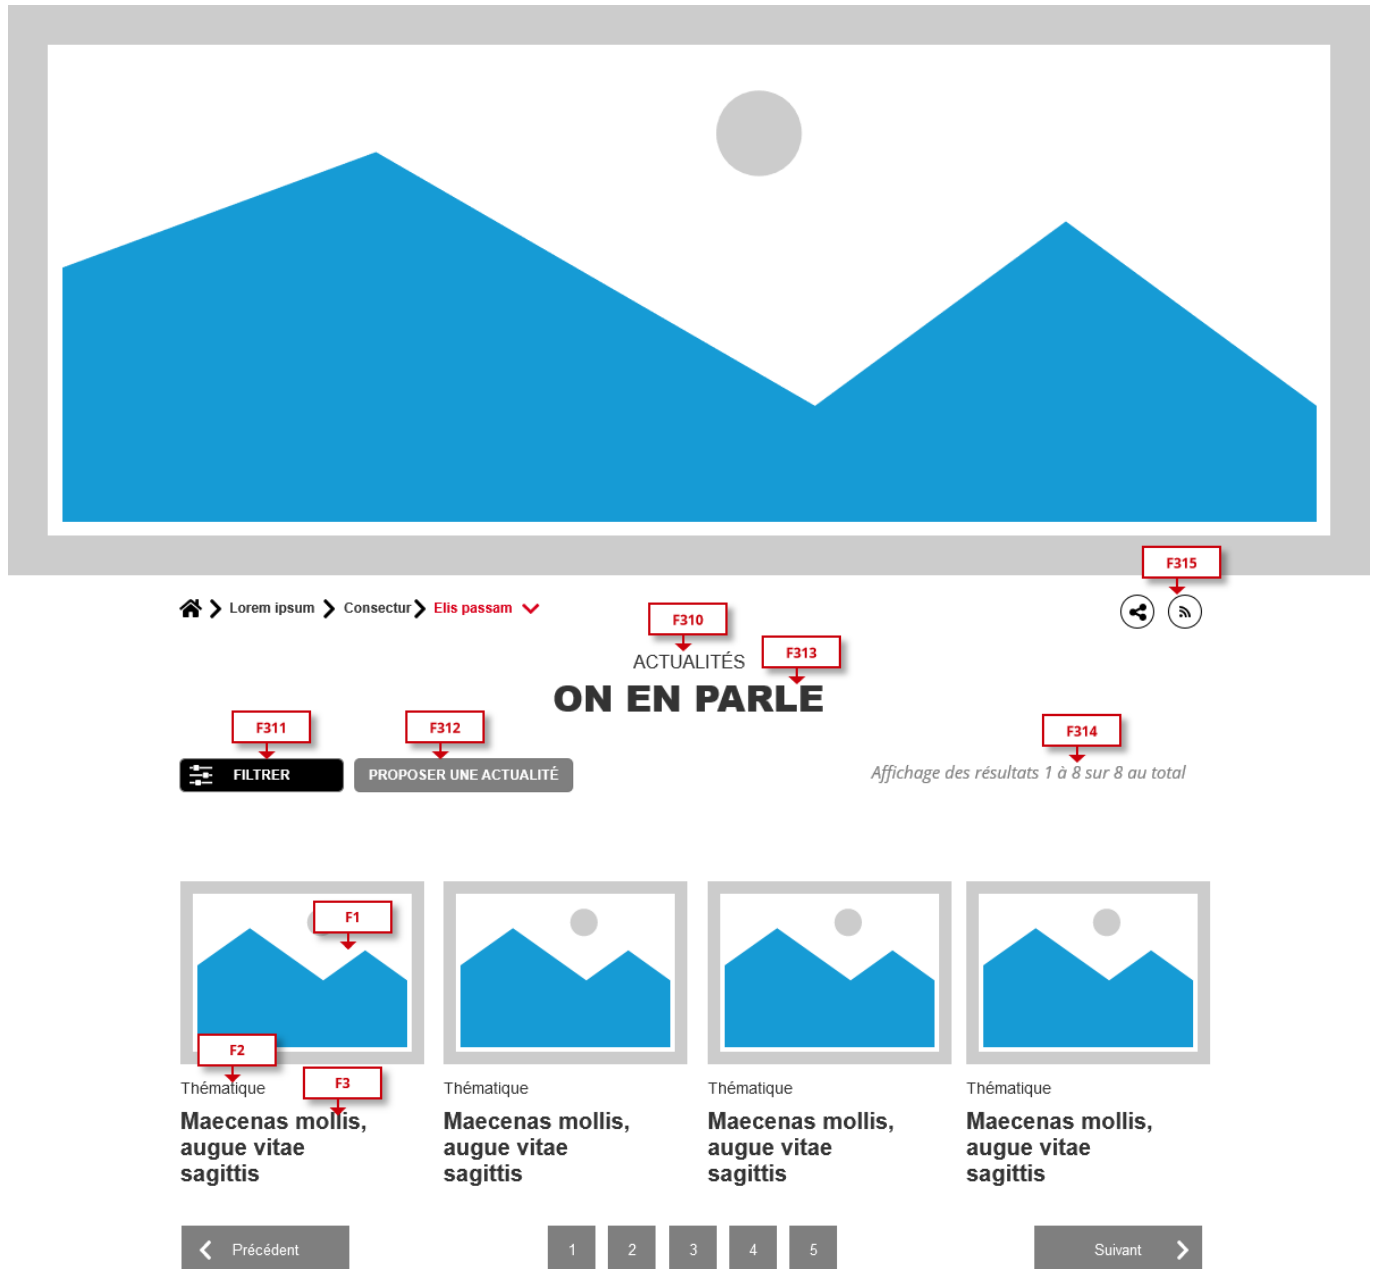 F315
Lorem ipsum Consectur Elis passam
F310
ACTUALITÉS
F313
ON EN PARLE
F311
F312
F314
FILTRER
PROPOSER UNE ACTUALITÉ
Affichage des résultats 1 à 8 sur 8 au total
F1
F2
F3
Thématique
Maecenas mollis,
augue vitae
sagittis
Thématique
Maecenas mollis,
augue vitae
sagittis
Thématique
Maecenas mollis,
augue vitae
sagittis
Thématique
Maecenas mollis,
augue vitae
sagittis
Précédent
1 2 3 4 5
Suivant